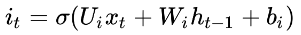 i_t = σ(U_i x_t + W_i h_{t−1} + b_i)